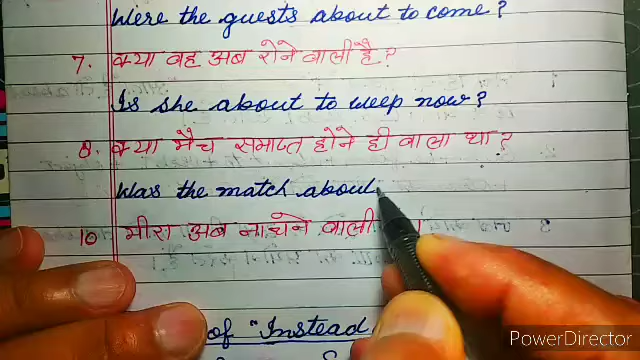 Were the guests about to come?
7. क्या वह अब रोने वाली है?
Is she about to weep now?
8. क्या मैच समाप्त होने ही वाला था?
Was the match about
10 मीरा अब नाचने वाली
of "Instead
PowerDirector